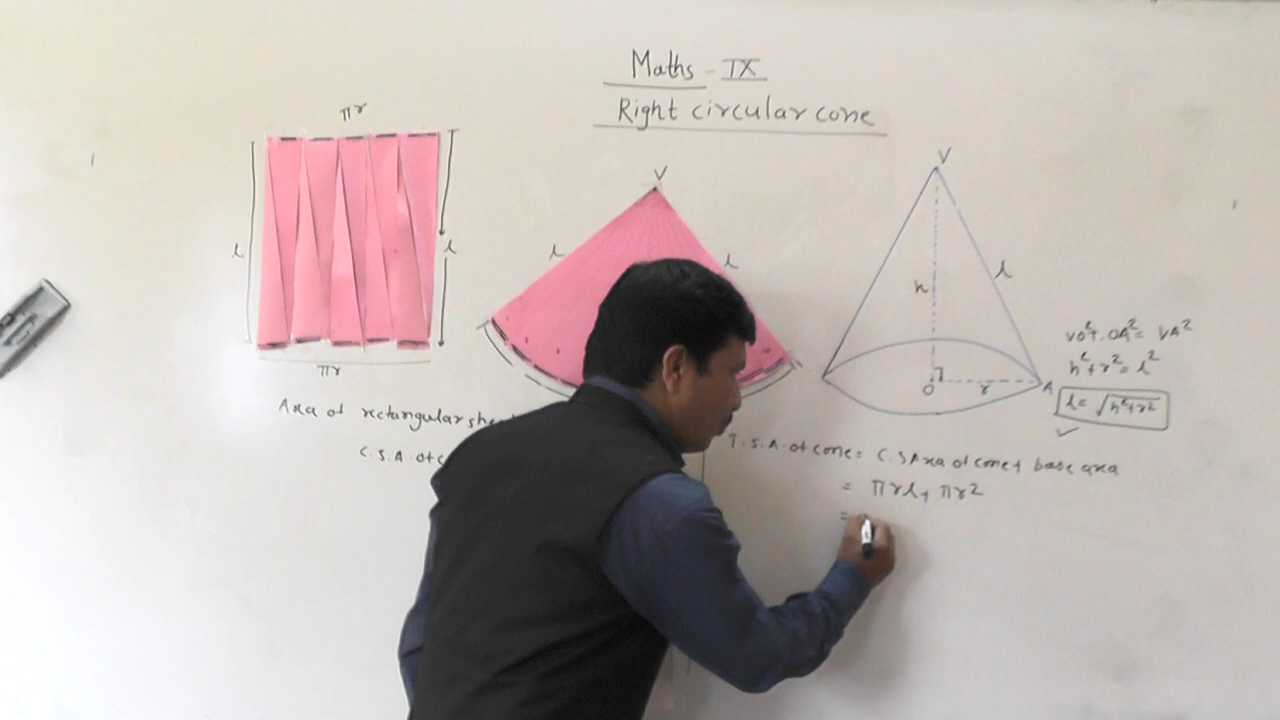 Maths - IX
Right circular cone
πr
l
l
πr
Area of rectangular
C.S.A. of
V
l
l
V
h
l
O
r
A
VO²+OA² = VA²
h²+r² = l²
l = √h²+r²
T.S.A. of cone = C.S Area of cone + base area
= πrl + πr2
=